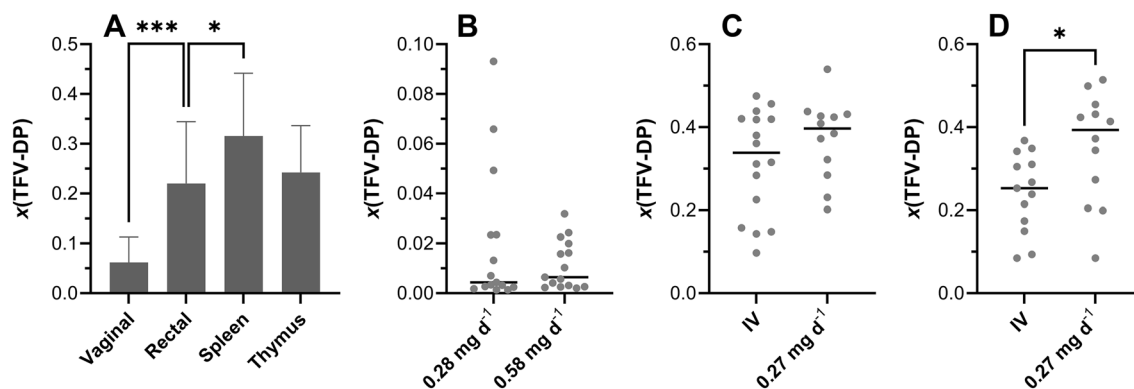 A
***
*
x(TFV-DP)
0.5
0.4
0.3
0.2
0.1
0.0
Vaginal
Rectal
Spleen
Thymus
B
x(TFV-DP)
0.10
0.08
0.06
0.04
0.02
0.00
0.28 mg d⁻¹
0.58 mg d⁻¹
C
x(TFV-DP)
0.6
0.4
0.2
0.0
IV
0.27 mg d⁻¹
D
*
x(TFV-DP)
0.6
0.4
0.2
0.0
IV
0.27 mg d⁻¹